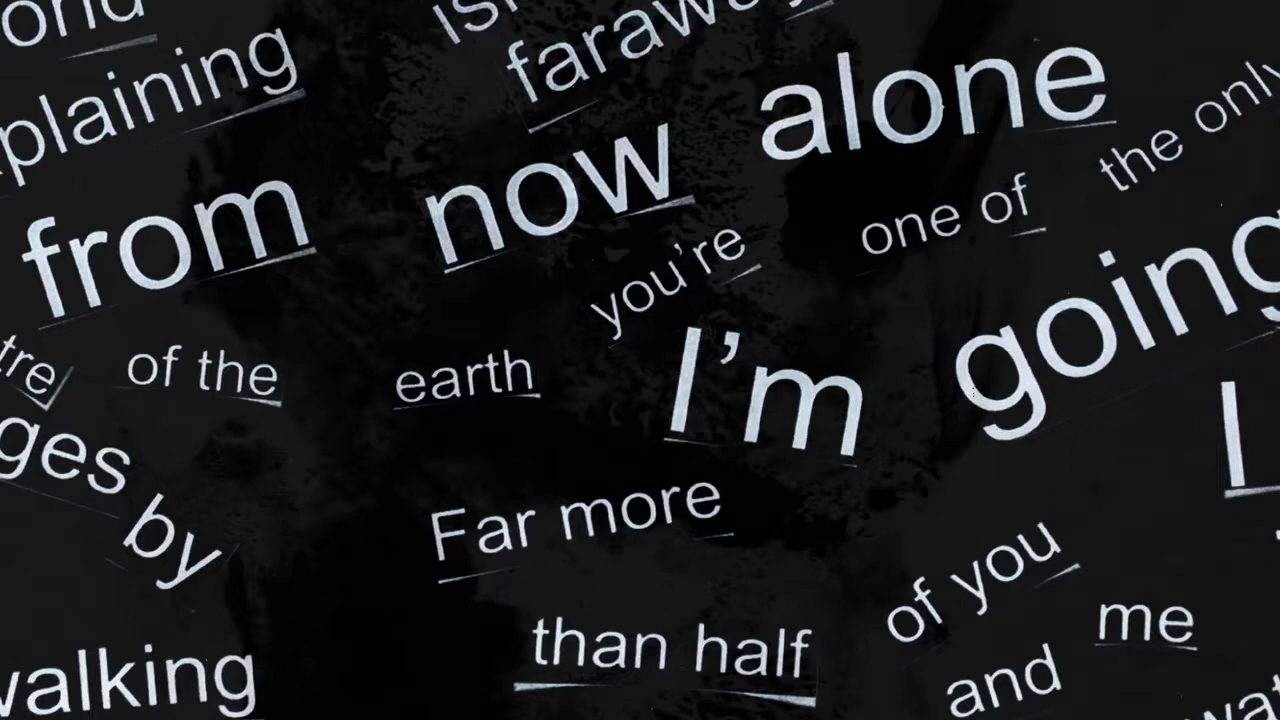 plaining
faraway
from now alone
one of the only
you're
of the earth
I'm going
ges by
Far more
of you
than half
me
walking
and